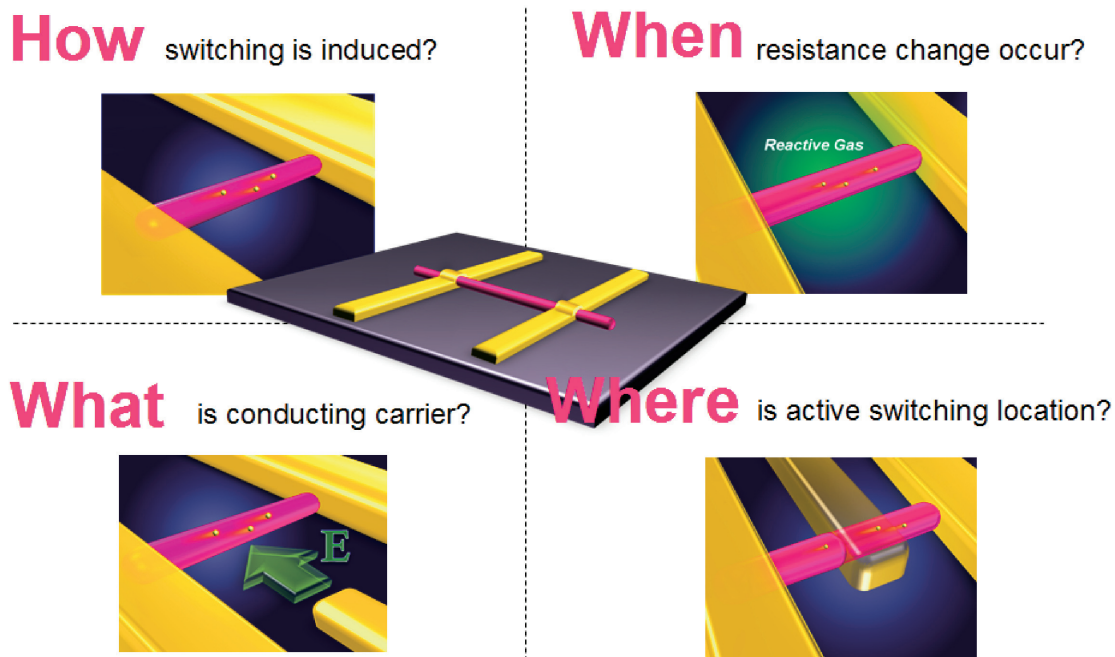 How switching is induced?
When resistance change occur?
Reactive Gas
What is conducting carrier?
E
Where is active switching location?